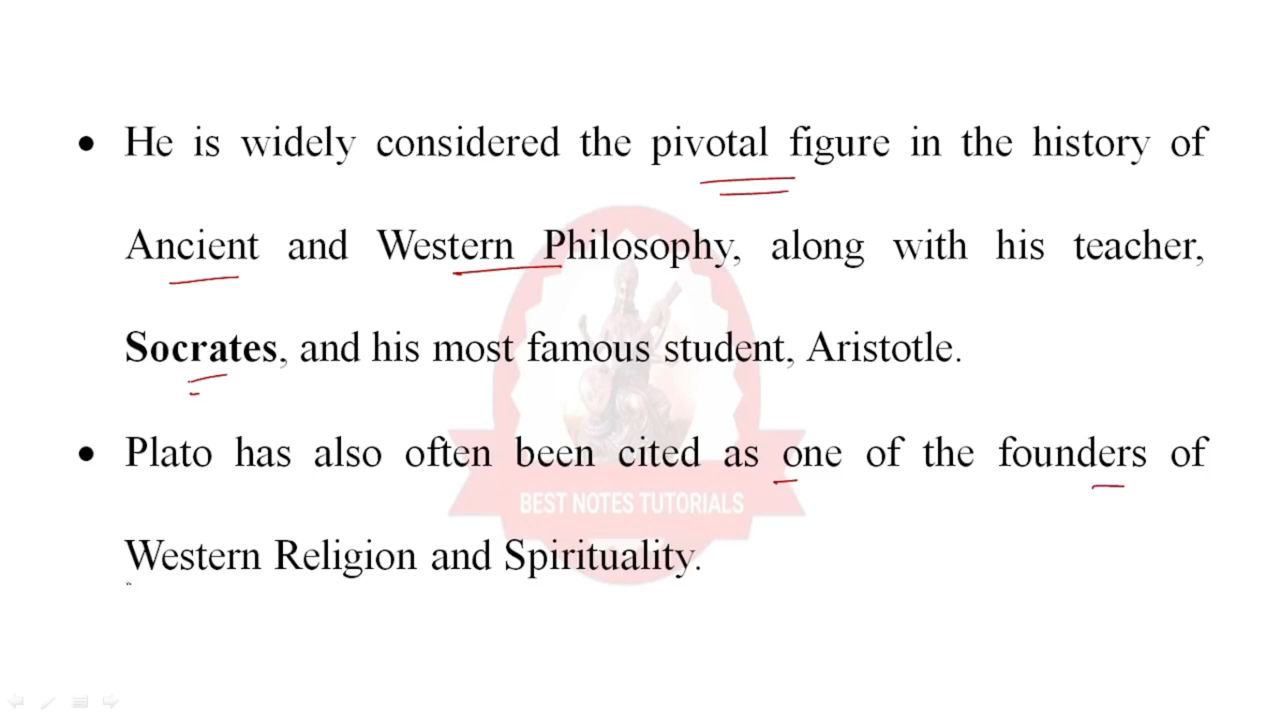 • He is widely considered the pivotal figure in the history of
Ancient and Western Philosophy, along with his teacher,
Socrates, and his most famous student, Aristotle.
• Plato has also often been cited as one of the founders of
BEST NOTES TUTORIALS
Western Religion and Spirituality.